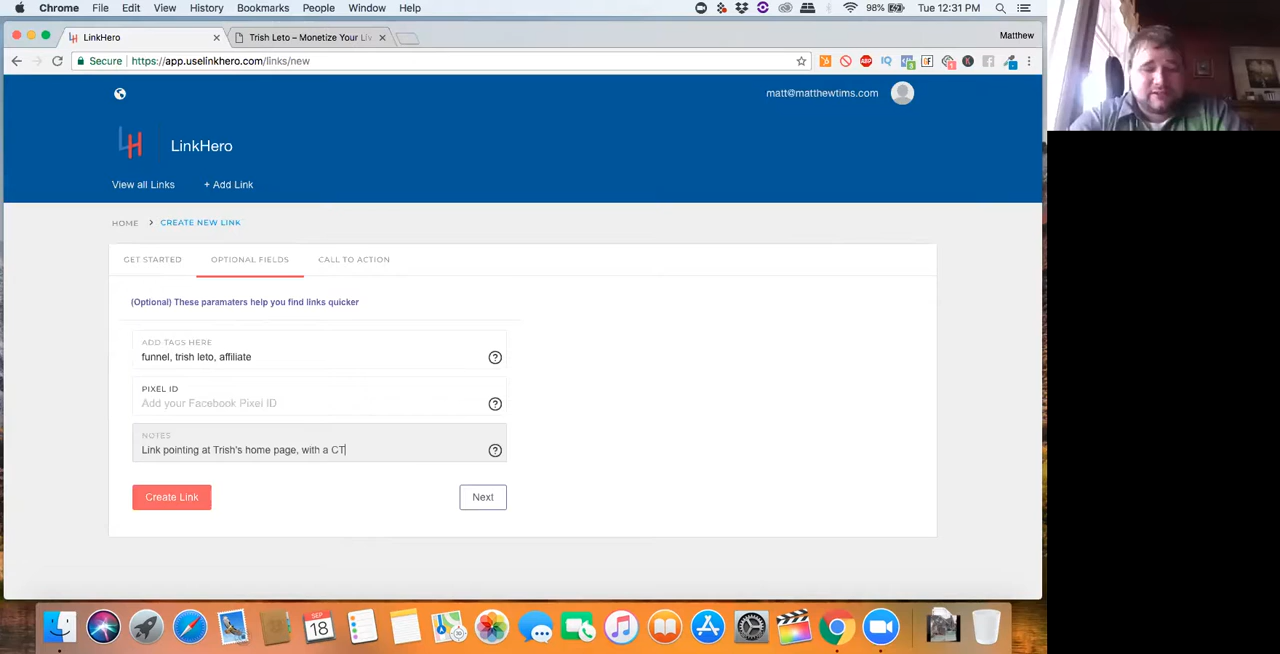 Chrome File Edit View History Bookmarks People Window Help 98% Tue 12:31 PM
LinkHero Trish Leto – Monetize Your Liv Matthew
Secure https://app.uselinkhero.com/links/new
matt@matthewtims.com
LH LinkHero
View all Links + Add Link
HOME > CREATE NEW LINK
GET STARTED OPTIONAL FIELDS CALL TO ACTION
(Optional) These paramaters help you find links quicker
ADD TAGS HERE
funnel, trish leto, affiliate
?
PIXEL ID
Add your Facebook Pixel ID
?
NOTES
Link pointing at Trish's home page, with a CT
?
Create Link Next
SEP
18